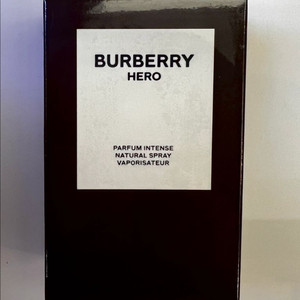 BURBERRY
HERO
PARFUM INTENSE
NATURAL SPRAY
VAPORISATEUR